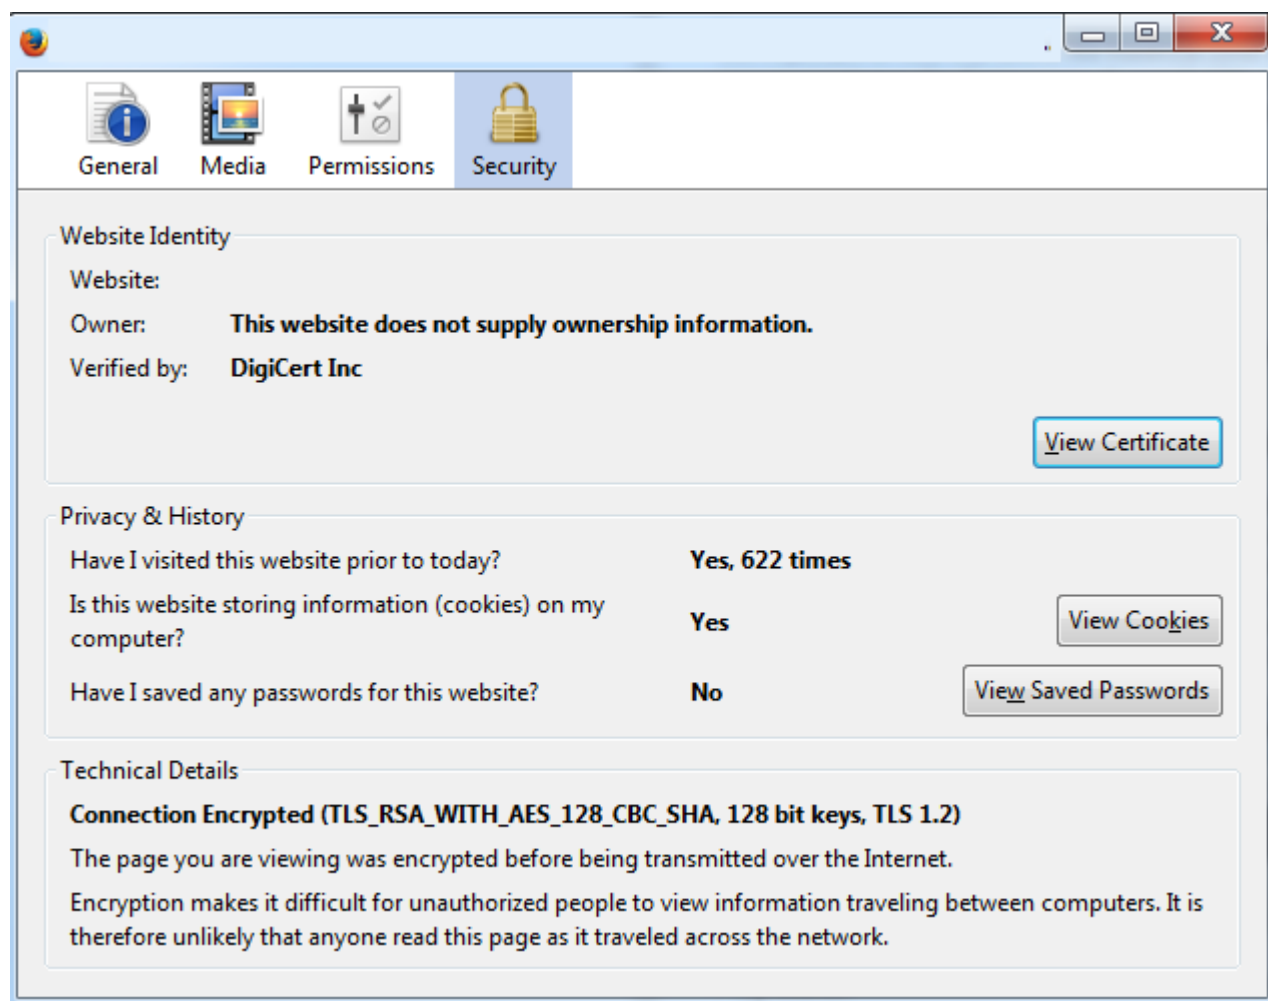 General Media Permissions Security
Website Identity
Website:
Owner: This website does not supply ownership information.
Verified by: DigiCert Inc
View Certificate
Privacy & History
Have I visited this website prior to today? Yes, 622 times
Is this website storing information (cookies) on my
computer?
Yes
View Cookies
Have I saved any passwords for this website? No View Saved Passwords
Technical Details
Connection Encrypted (TLS_RSA_WITH_AES_128_CBC_SHA, 128 bit keys, TLS 1.2)
The page you are viewing was encrypted before being transmitted over the Internet.
Encryption makes it difficult for unauthorized people to view information traveling between computers. It is
therefore unlikely that anyone read this page as it traveled across the network.